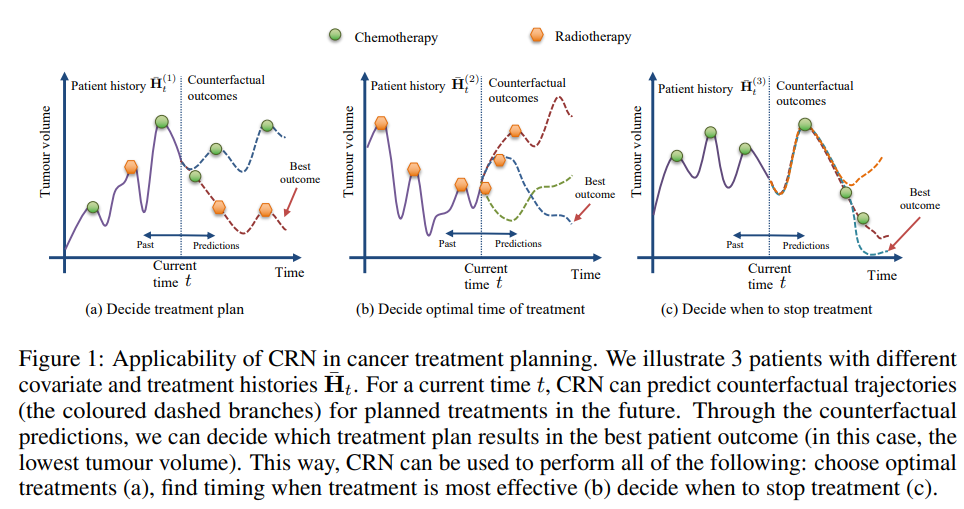 Chemotherapy
Radiotherapy
Tumour volume
Patient history H̄ₜ⁽¹⁾
Counterfactual
outcomes
Best
outcome
Past
Predictions
Current
time t
Time
(a) Decide treatment plan
Tumour volume
Patient history H̄ₜ⁽²⁾
Counterfactual
outcomes
Best
outcome
Past
Predictions
Current
time t
Time
(b) Decide optimal time of treatment
Tumour volume
Patient history H̄ₜ⁽³⁾
Counterfactual
outcomes
Best
outcome
Past
Predictions
Current
time t
Time
(c) Decide when to stop treatment
Figure 1: Applicability of CRN in cancer treatment planning. We illustrate 3 patients with different
covariate and treatment histories H̄ₜ. For a current time t, CRN can predict counterfactual trajectories
(the coloured dashed branches) for planned treatments in the future. Through the counterfactual
predictions, we can decide which treatment plan results in the best patient outcome (in this case, the
lowest tumour volume). This way, CRN can be used to perform all of the following: choose optimal
treatments (a), find timing when treatment is most effective (b) decide when to stop treatment (c).